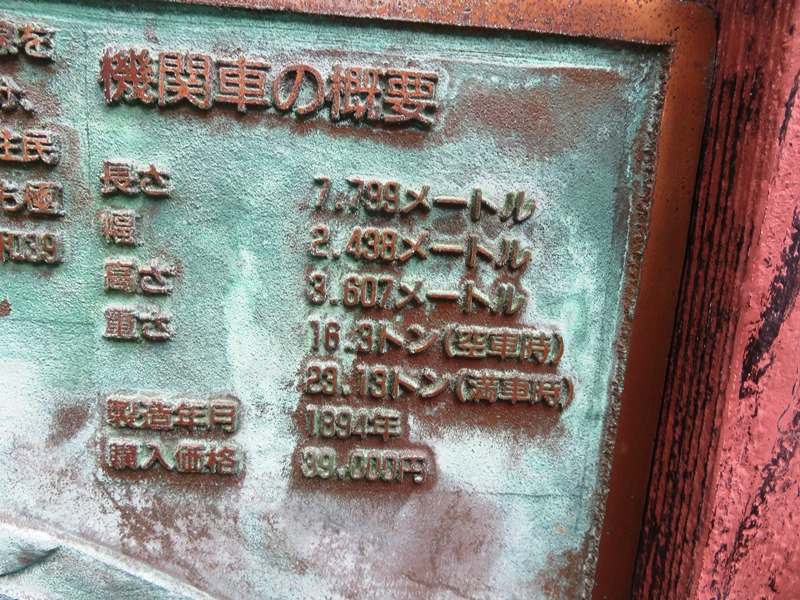 機関車の概要
長さ 7.799メートル
幅 2.438メートル
高さ 3.607メートル
重さ 16.3トン(空車時)
23.13トン(満車時)
製造年月 1894年
購入価格 39.000円
住民